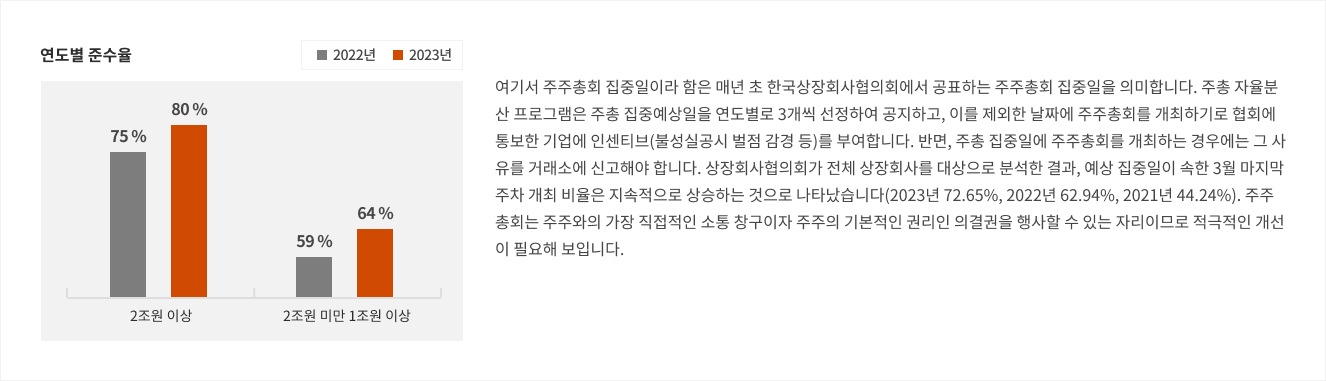 연도별 준수율
2022년 2023년
80 %
75 %
64 %
59 %
2조원 이상
2조원 미만 1조원 이상
여기서 주주총회 집중일이라 함은 매년 초 한국상장회사협의회에서 공표하는 주주총회 집중일을 의미합니다. 주총 자율분
산 프로그램은 주총 집중예상일을 연도별로 3개씩 선정하여 공지하고, 이를 제외한 날짜에 주주총회를 개최하기로 협회에
통보한 기업에 인센티브(불성실공시 벌점 감경 등)를 부여합니다. 반면, 주총 집중일에 주주총회를 개최하는 경우에는 그 사
유를 거래소에 신고해야 합니다. 상장회사협의회가 전체 상장회사를 대상으로 분석한 결과, 예상 집중일이 속한 3월 마지막
주차 개최 비율은 지속적으로 상승하는 것으로 나타났습니다(2023년 72.65%, 2022년 62.94%, 2021년 44.24%). 주주
총회는 주주와의 가장 직접적인 소통 창구이자 주주의 기본적인 권리인 의결권을 행사할 수 있는 자리이므로 적극적인 개선
이 필요해 보입니다.